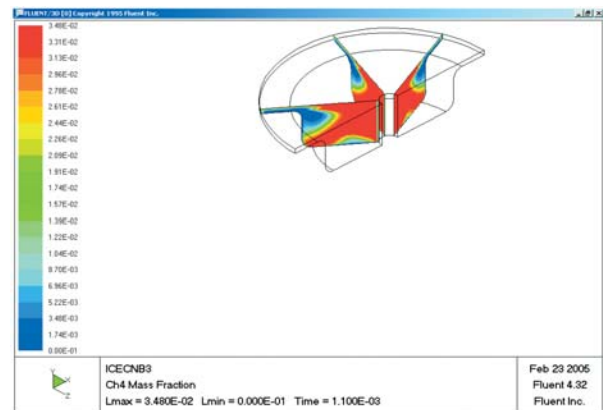 FLUENT/3D [0] Copyright 1995 Fluent Inc.
3.48E-02
3.31E-02
3.13E-02
2.96E-02
2.78E-02
2.61E-02
2.44E-02
2.26E-02
2.09E-02
1.91E-02
1.74E-02
1.57E-02
1.39E-02
1.22E-02
1.04E-02
8.70E-03
6.96E-03
5.22E-03
3.48E-03
1.74E-03
0.00E-01
Y
X
Z
ICECNB3
Ch4 Mass Fraction
Lmax = 3.480E-02 Lmin = 0.000E-01 Time = 1.100E-03
Feb 23 2005
Fluent 4.32
Fluent Inc.